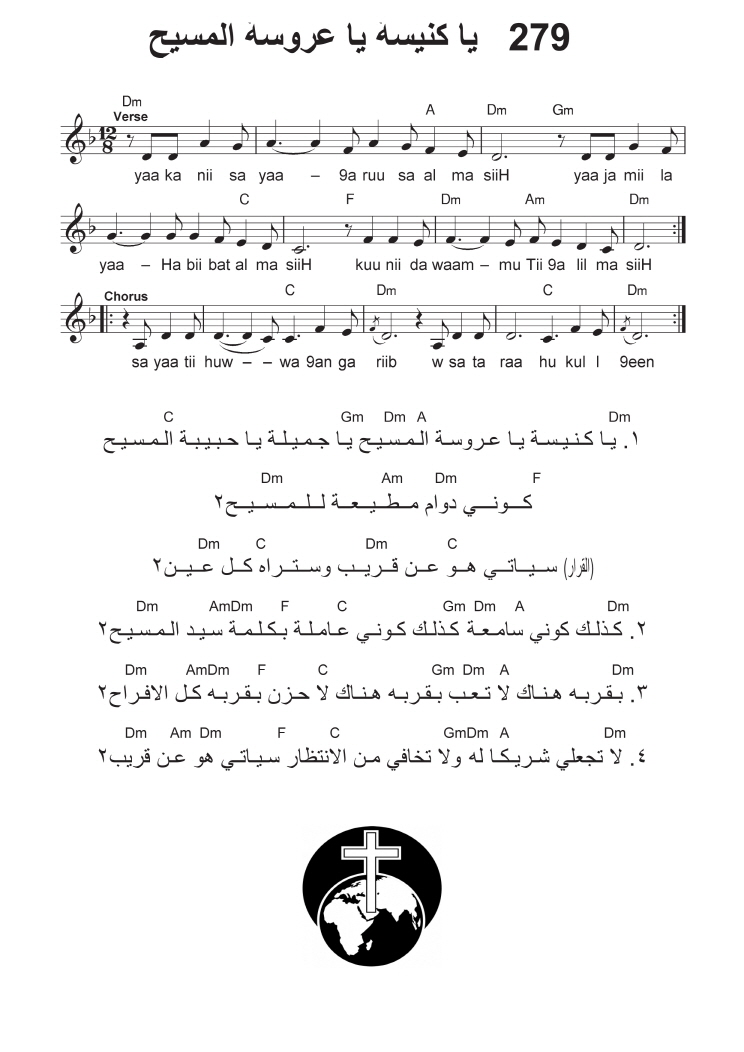 279 يا كنيسة يا عروسة المسيح
Dm
Verse A Dm Gm
12
8
yaa ka nii sa yaa – 9a ruu sa al ma siiH yaa ja mii la
C F Dm Am Dm
yaa – Ha bii bat al ma siiH kuu nii da waam – mu Tii 9a lil ma siiH
Chorus C Dm C Dm
sa yaa tii huw – – wa 9an ga riib w sa ta raa hu kul l 9een
C Gm Dm A Dm
١. يا كنيسة يا عروسة المسيح يا جميلة يا حبيبة المسيح
Dm Am Dm F
كوني دوام مطيعة للمسيح٢
Dm C Dm C
(القرار) سياتي هو عن قريب وستراه كل عين٢
Dm AmDm F C Gm Dm A Dm
٢. كذلك كوني سامعة كذلك كوني عاملة بكلمة سيد المسيح٢
Dm AmDm F C Gm Dm A Dm
٣. بقربه هناك لا تعب بقربه هناك لا حزن بقربه كل الافراح٢
Dm Am Dm F C GmDm A Dm
٤. لا تجعلي شريكا له ولا تخافي من الانتظار سياتي هو عن قريب٢